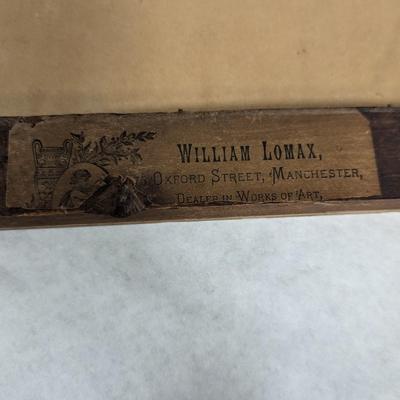 WILLIAM LOMAX,
OXFORD STREET, MANCHESTER,
DEALER IN WORKS OF ART,